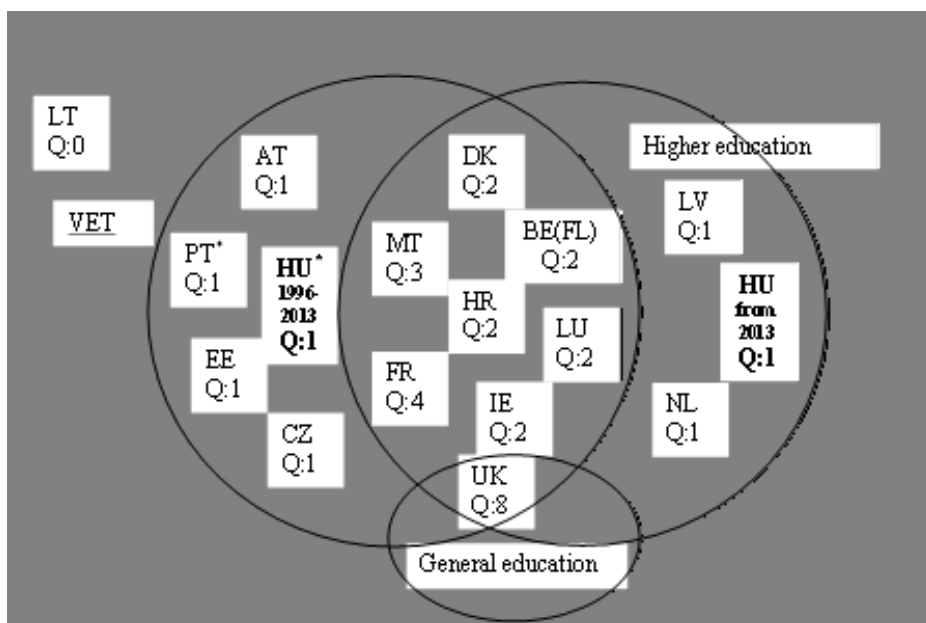 LT
Q:0
AT
Q:1
DK
Q:2
Higher education
VET
LV
Q:1
PT*
Q:1
HU*
1996-
2013
Q:1
MT
Q:3
BE(FL)
Q:2
HU
from
2013
Q:1
HR
Q:2
LU
Q:2
EE
Q:1
FR
Q:4
IE
Q:2
NL
Q:1
CZ
Q:1
UK
Q:8
General education